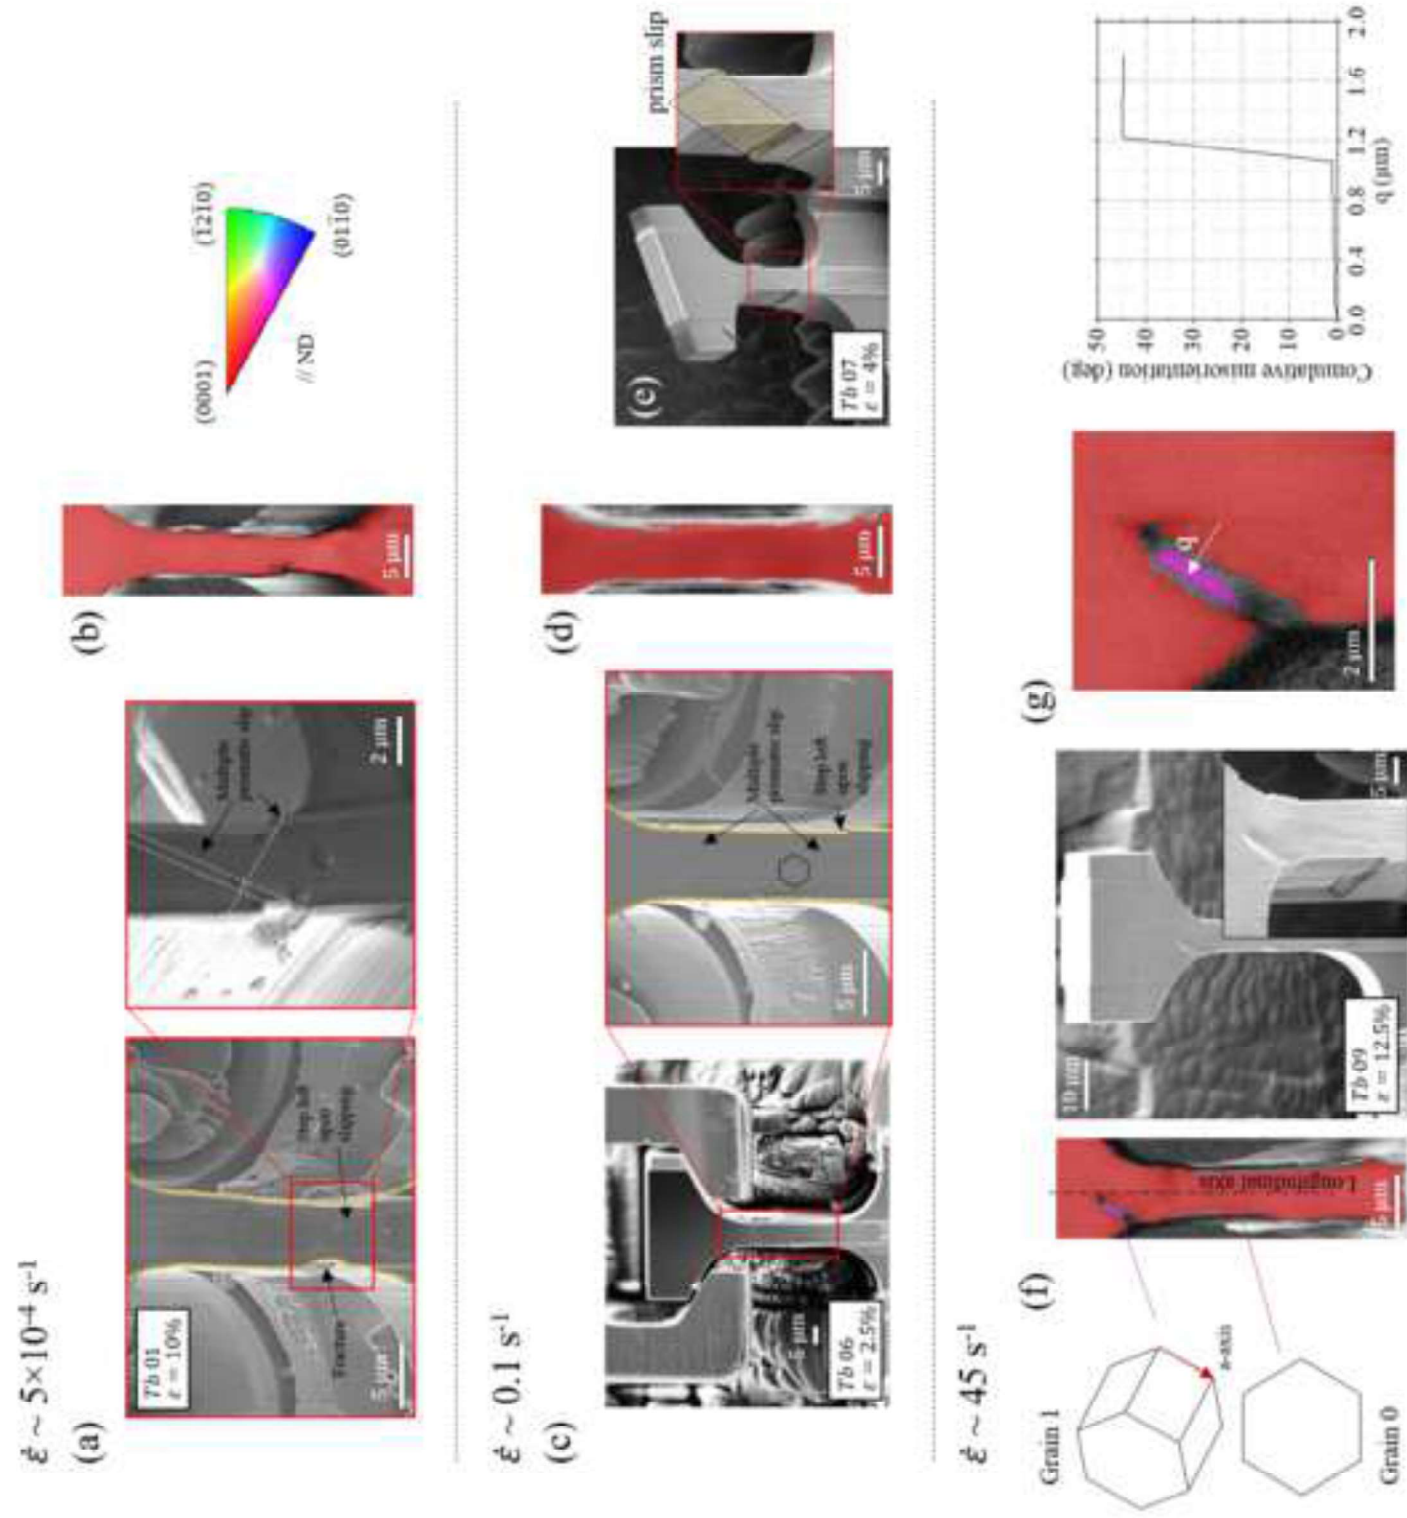 ε̇ ~ 5×10⁻⁴ s⁻¹
(a)
Tb 01
ε = 10%
Fracture
Step left
upon
slipping
5 μm
Multiple
prismatic slip
2 μm
(b)
5 μm
(0001)
(1̄21̄0)
(011̄0)
// ND
ε̇ ~ 0.1 s⁻¹
(c)
Tb 06
ε = 2.5%
5 μm
Multiple
prismatic slip
Step left
upon
slipping
5 μm
(d)
5 μm
(e)
Tb 07
ε = 4%
prism slip
5 μm
ε̇ ~ 45 s⁻¹
Grain 1
a-axis
Grain 0
(f)
Longitudinal axis
5 μm
10 μm
Tb 09
ε = 12.5%
5 μm
(g)
q
2 μm
Cumulative misorientation (deg)
50
40
30
20
10
0
0.0 0.4 0.8 1.2 1.6 2.0
q (μm)